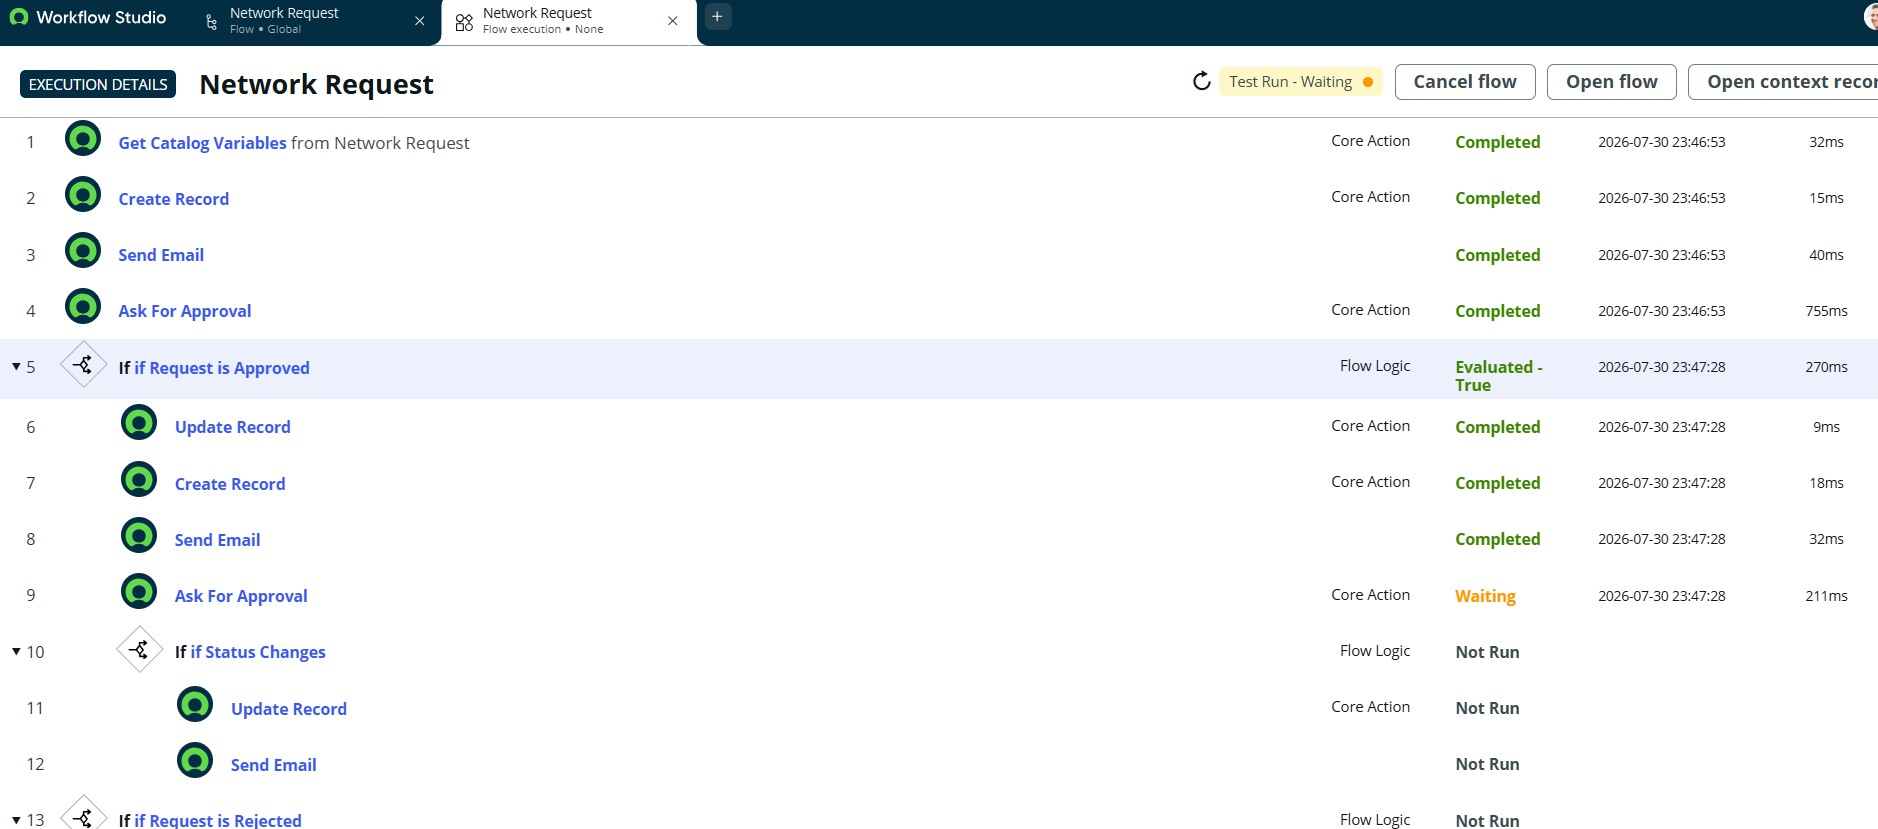 Workflow Studio
Network Request
Flow • Global
Network Request
Flow execution • None
EXECUTION DETAILS
Network Request
Test Run - Waiting
Cancel flow
Open flow
Open context recor
1 Get Catalog Variables from Network Request Core Action Completed 2026-07-30 23:46:53 32ms
2 Create Record Core Action Completed 2026-07-30 23:46:53 15ms
3 Send Email Completed 2026-07-30 23:46:53 40ms
4 Ask For Approval Core Action Completed 2026-07-30 23:46:53 755ms
5 If if Request is Approved Flow Logic Evaluated - True 2026-07-30 23:47:28 270ms
6 Update Record Core Action Completed 2026-07-30 23:47:28 9ms
7 Create Record Core Action Completed 2026-07-30 23:47:28 18ms
8 Send Email Completed 2026-07-30 23:47:28 32ms
9 Ask For Approval Core Action Waiting 2026-07-30 23:47:28 211ms
10 If if Status Changes Flow Logic Not Run
11 Update Record Core Action Not Run
12 Send Email Not Run
13 If if Request is Rejected Flow Logic Not Run